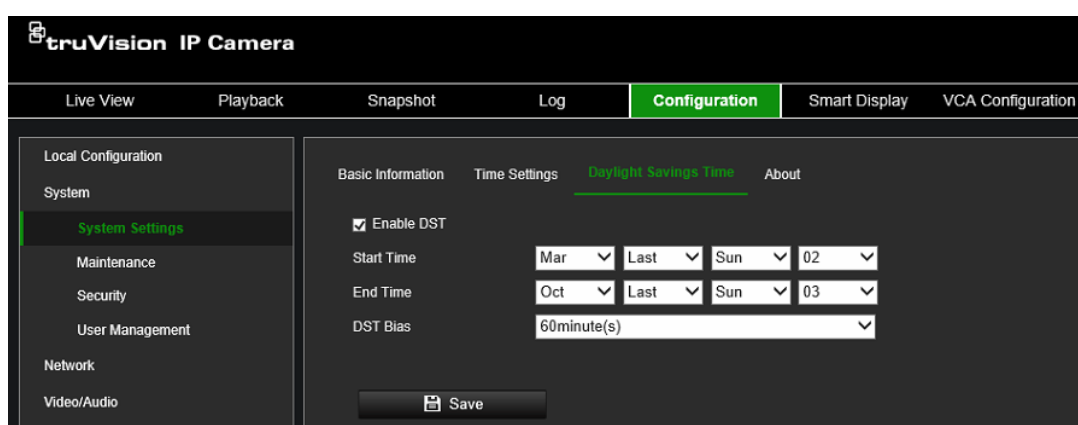 truVision IP Camera
Live View Playback Snapshot Log Configuration Smart Display VCA Configuration
Local Configuration
System
System Settings
Maintenance
Security
User Management
Network
Video/Audio
Basic Information Time Settings Daylight Savings Time About
Enable DST
Start Time Mar Last Sun 02
End Time Oct Last Sun 03
DST Bias 60minute(s)
Save